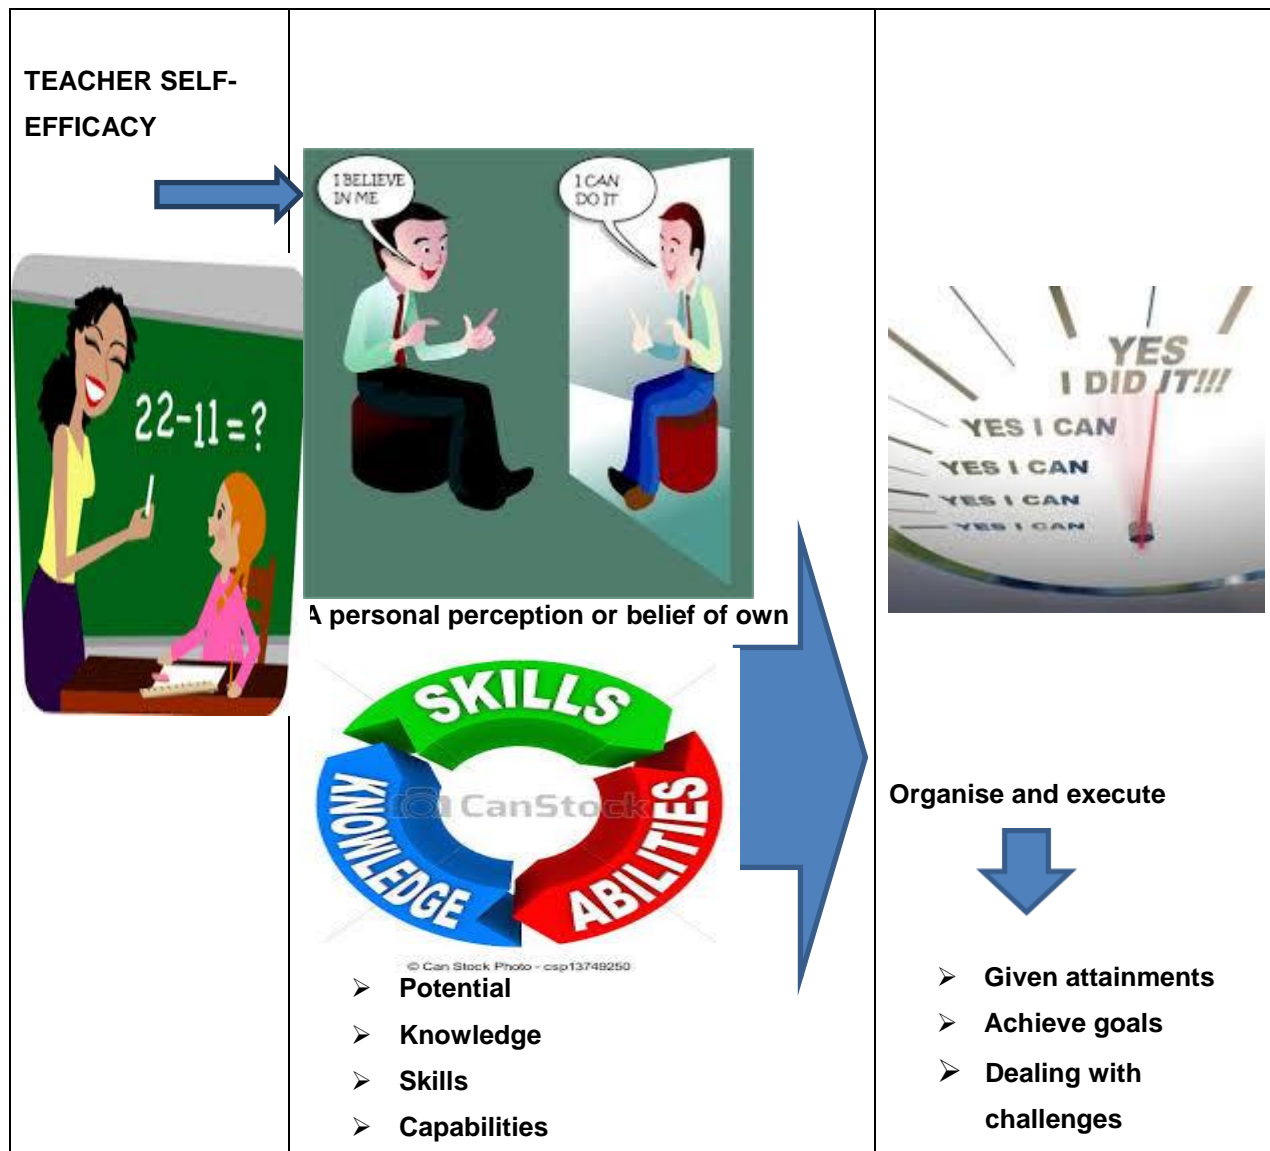 TEACHER SELF-
EFFICACY
22-11=?
I BELIEVE
IN ME
I CAN
DO IT
A personal perception or belief of own
SKILLS
KNOWLEDGE
ABILITIES
CanStock
© Can Stock Photo - csp13749250
➢ Potential
➢ Knowledge
➢ Skills
➢ Capabilities
YES
I DID IT!!!
YES I CAN
YES I CAN
YES I CAN
YES I CAN
Organise and execute
➢ Given attainments
➢ Achieve goals
➢ Dealing with
challenges